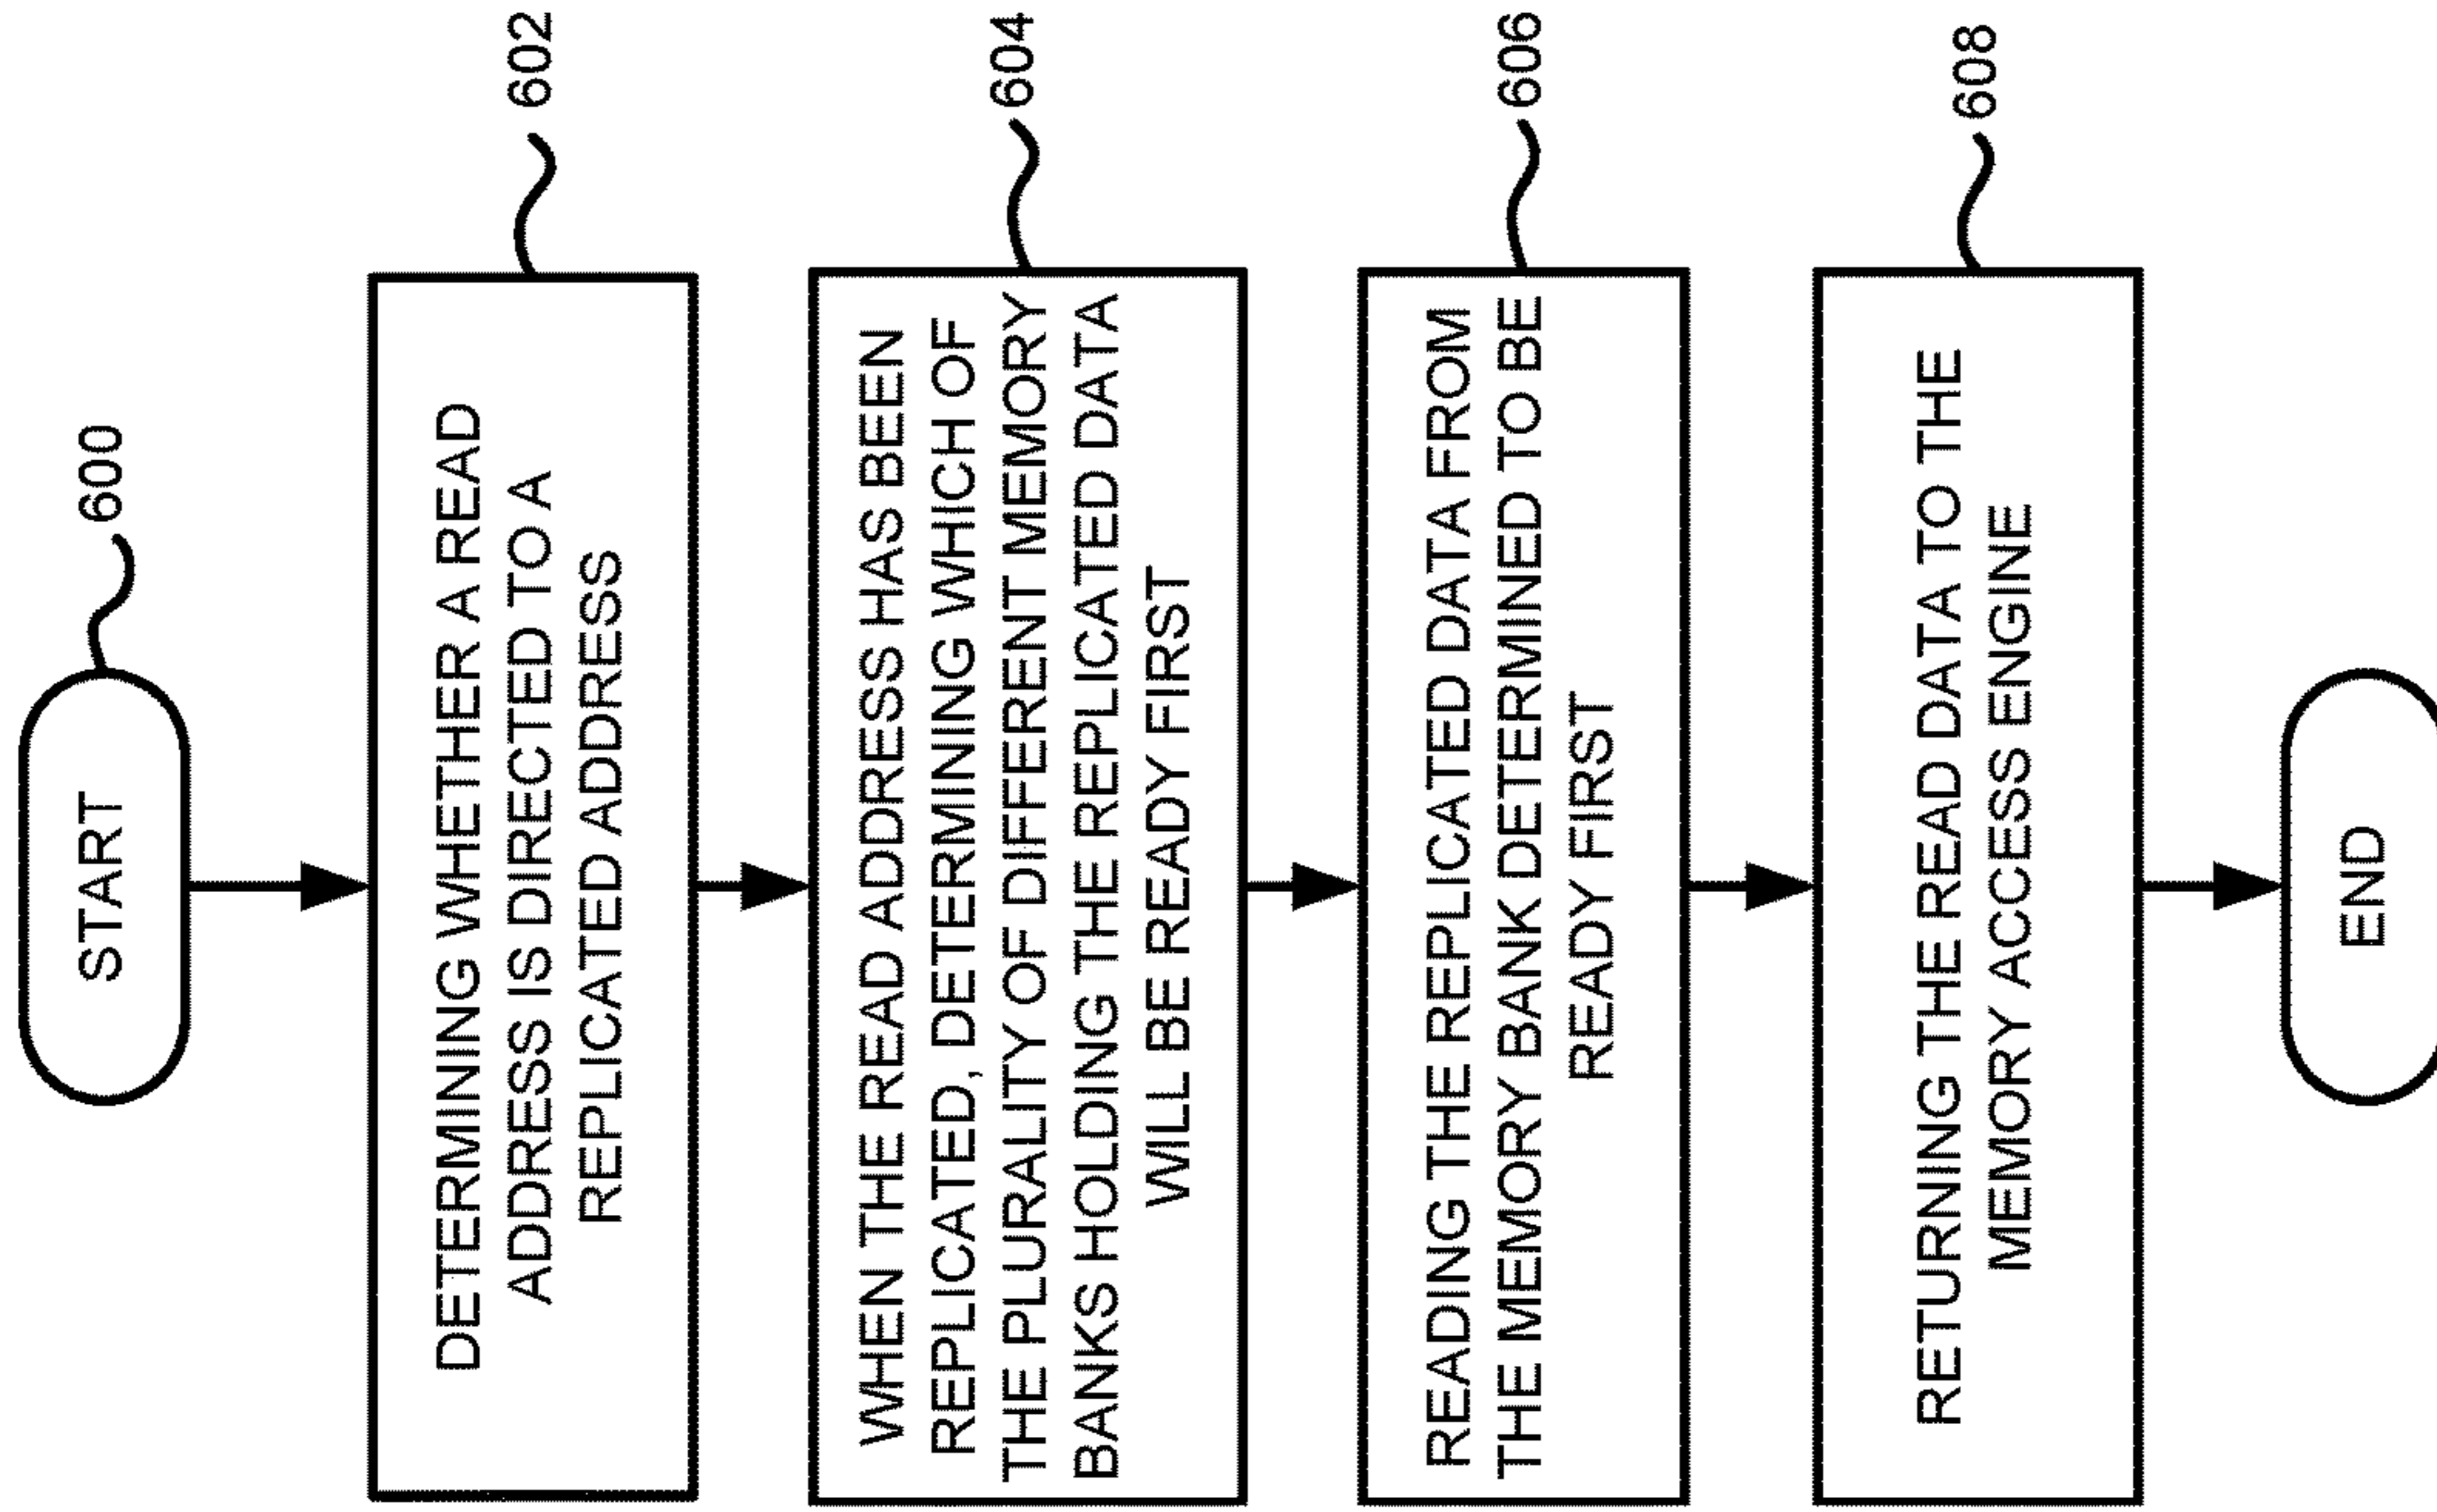 START
600
DETERMINING WHETHER A READ
ADDRESS IS DIRECTED TO A
REPLICATED ADDRESS
602
WHEN THE READ ADDRESS HAS BEEN
REPLICATED, DETERMINING WHICH OF
THE PLURALITY OF DIFFERENT MEMORY
BANKS HOLDING THE REPLICATED DATA
WILL BE READY FIRST
604
READING THE REPLICATED DATA FROM
THE MEMORY BANK DETERMINED TO BE
READY FIRST
606
RETURNING THE READ DATA TO THE
MEMORY ACCESS ENGINE
608
END